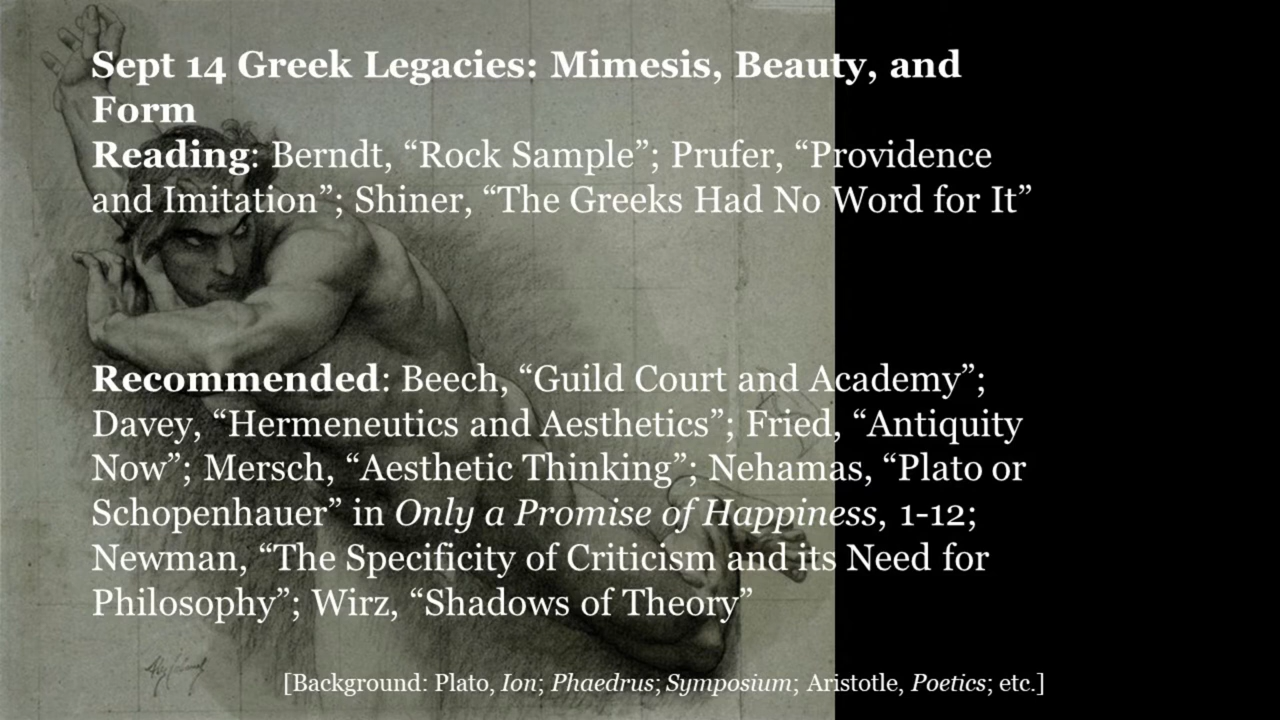 Sept 14 Greek Legacies: Mimesis, Beauty, and
Form
Reading: Berndt, “Rock Sample”; Prufer, “Providence
and Imitation”; Shiner, “The Greeks Had No Word for It”
Recommended: Beech, “Guild Court and Academy”;
Davey, “Hermeneutics and Aesthetics”; Fried, “Antiquity
Now”; Mersch, “Aesthetic Thinking”; Nehamas, “Plato or
Schopenhauer” in Only a Promise of Happiness, 1-12;
Newman, “The Specificity of Criticism and its Need for
Philosophy”; Wirz, “Shadows of Theory”
[Background: Plato, Ion; Phaedrus; Symposium; Aristotle, Poetics; etc.]